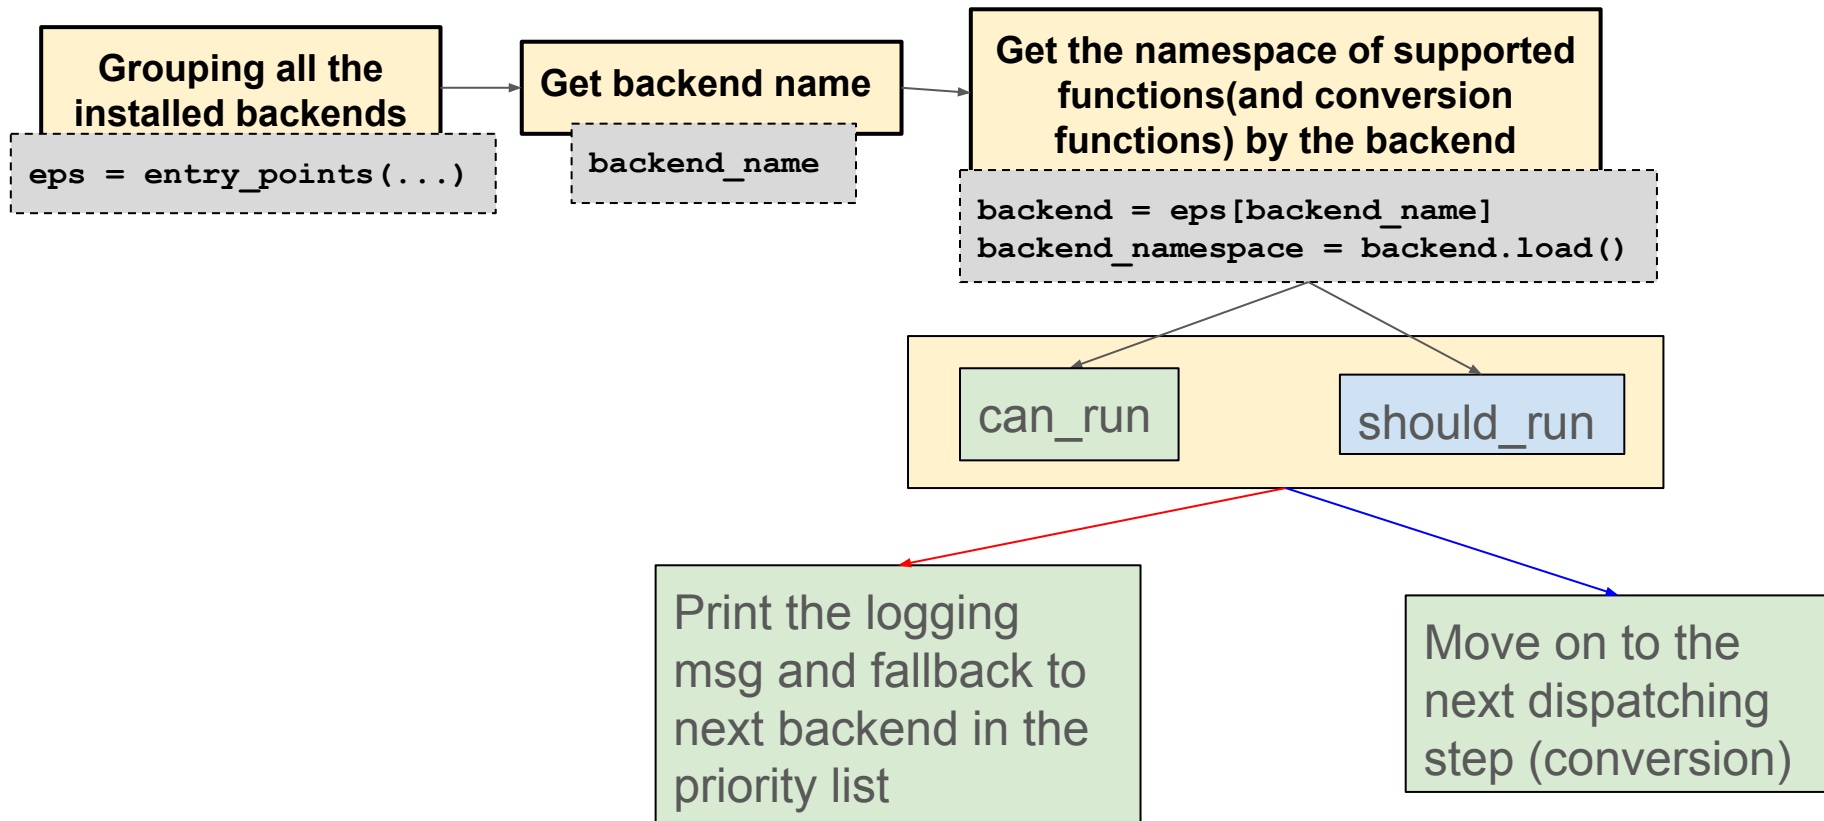 Grouping all the
installed backends
eps = entry_points(...)
Get backend name
backend_name
Get the namespace of supported
functions(and conversion
functions) by the backend
backend = eps[backend_name]
backend_namespace = backend.load()
can_run
should_run
Print the logging
msg and fallback to
next backend in the
priority list
Move on to the
next dispatching
step (conversion)